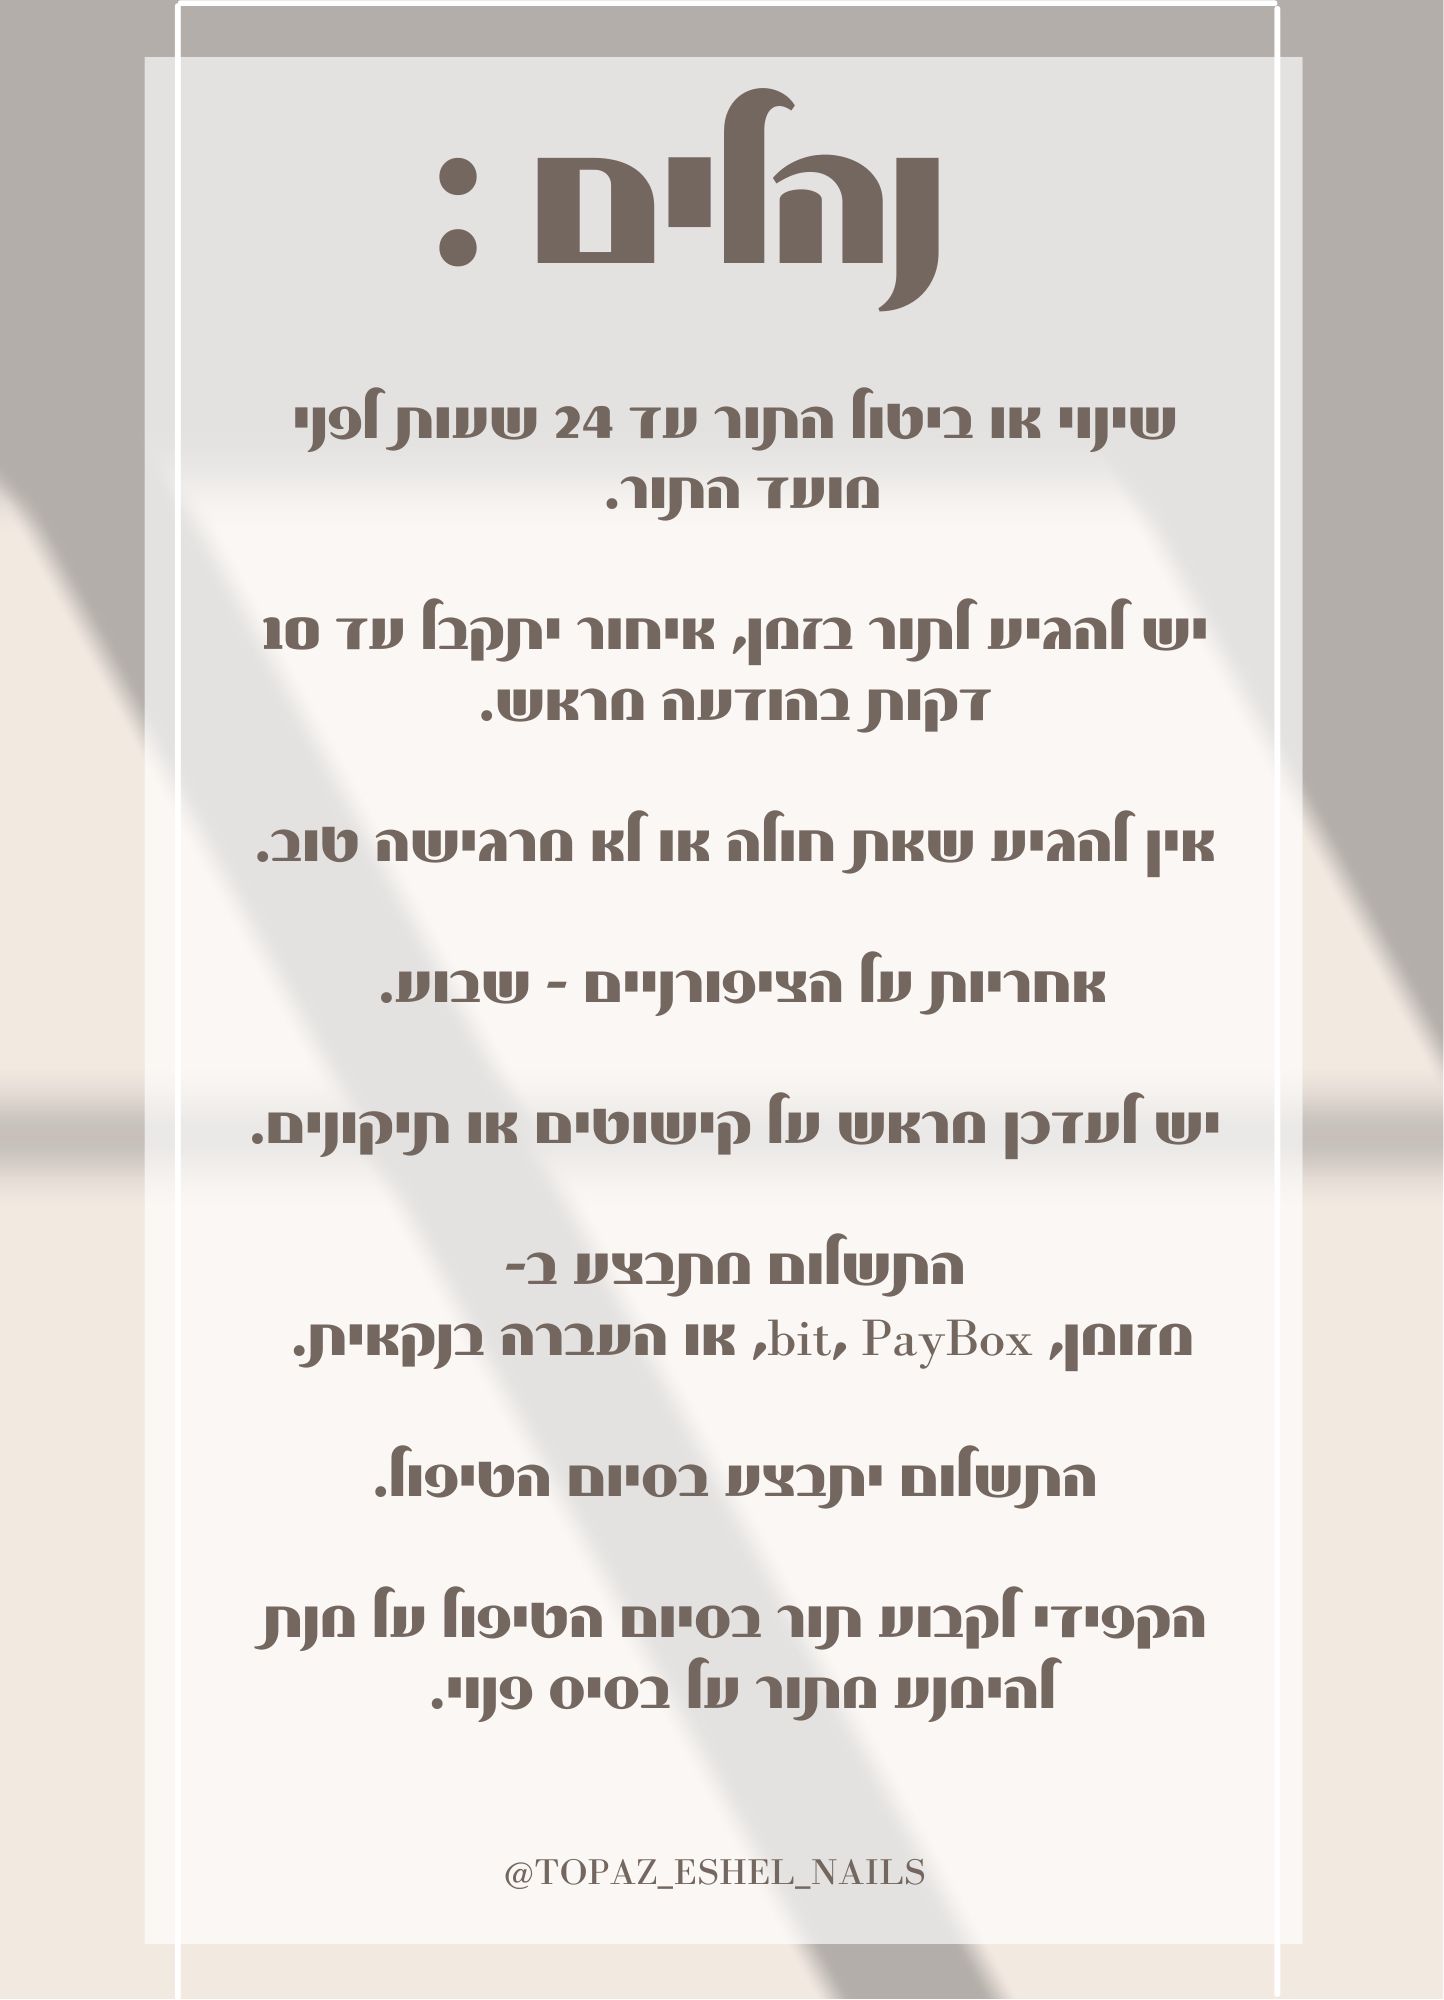 נהלים :
שינוי או ביטול התור עד 24 שעות לפני
מועד התור.
יש להגיע לתור בזמן, איחור יתקבל עד 10
דקות בהודעה מראש.
אין להגיע שאת חולה או לא מרגישה טוב.
אחריות על הציפורניים - שבוע.
יש לעדכן מראש על קישוטים או תיקונים.
התשלום מתבצע ב-
מזומן, bit, PayBox, או העברה בנקאית.
התשלום יתבצע בסיום הטיפול.
הקפידי לקבוע תור בסיום הטיפול על מנת
להימנע מתור על בסיס פנוי.
@TOPAZ_ESHEL_NAILS